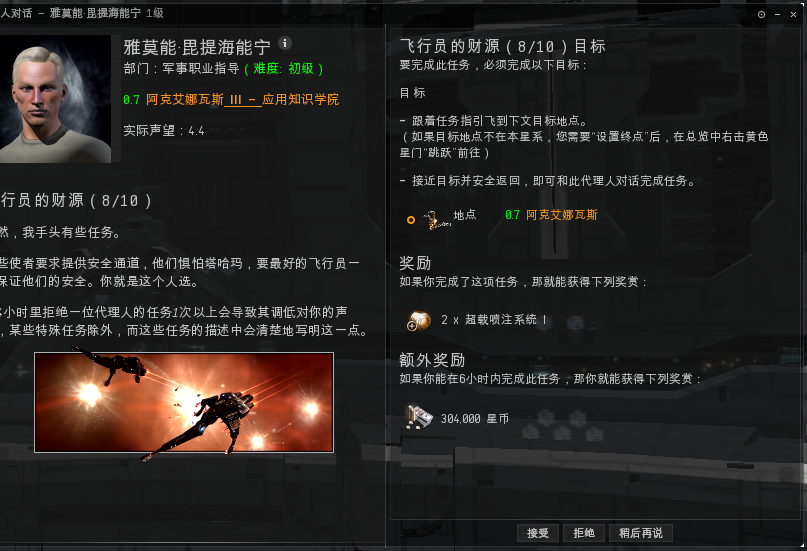 人对话 - 雅莫能·毘提海能宁 1级
雅莫能·毘提海能宁
部门：军事职业指导 ( 难度: 初级 )
0.7 阿克艾娜瓦斯 III - 应用知识学院
实际声望：4.4
行员的财源 ( 8/10 )
然，我手头有些任务。
些使者要求提供安全通道，他们惧怕塔哈玛，要最好的飞行员一
保证他们的安全。你就是这个人选。
小时里拒绝一位代理人的任务1次以上会导致其调低对你的声
，某些特殊任务除外，而这些任务的描述中会清楚地写明这一点。
飞行员的财源 ( 8/10 ) 目标
要完成此任务，必须完成以下目标：
目标
- 跟着任务指引飞到下文目标地点。
（如果目标地点不在本星系，您需要“设置终点”后，在总览中右击黄色
星门“跳跃”前往）
- 接近目标并安全返回，即可和此代理人对话完成任务。
地点 0.7 阿克艾娜瓦斯
奖励
如果你完成了这项任务，那就能获得下列奖赏：
2 x 超载喷注系统 I
额外奖励
如果你能在6小时内完成此任务，那你就能获得下列奖赏：
304,000 星币
接受 拒绝 稍后再说